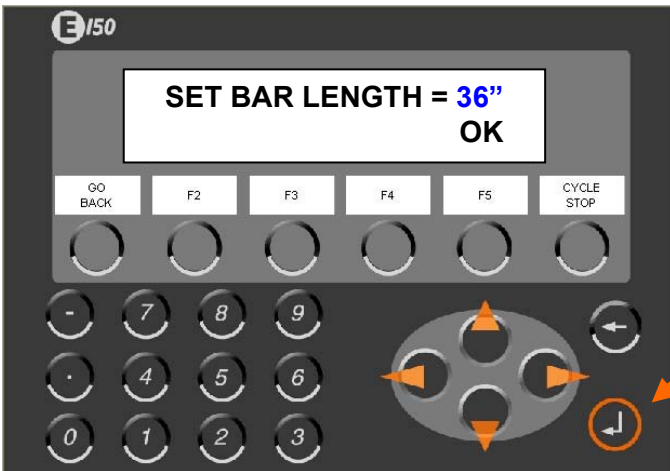 E 150
SET BAR LENGTH = 36”
OK
GO BACK F2 F3 F4 F5 CYCLE STOP
- 7 8 9
. 4 5 6
0 1 2 3